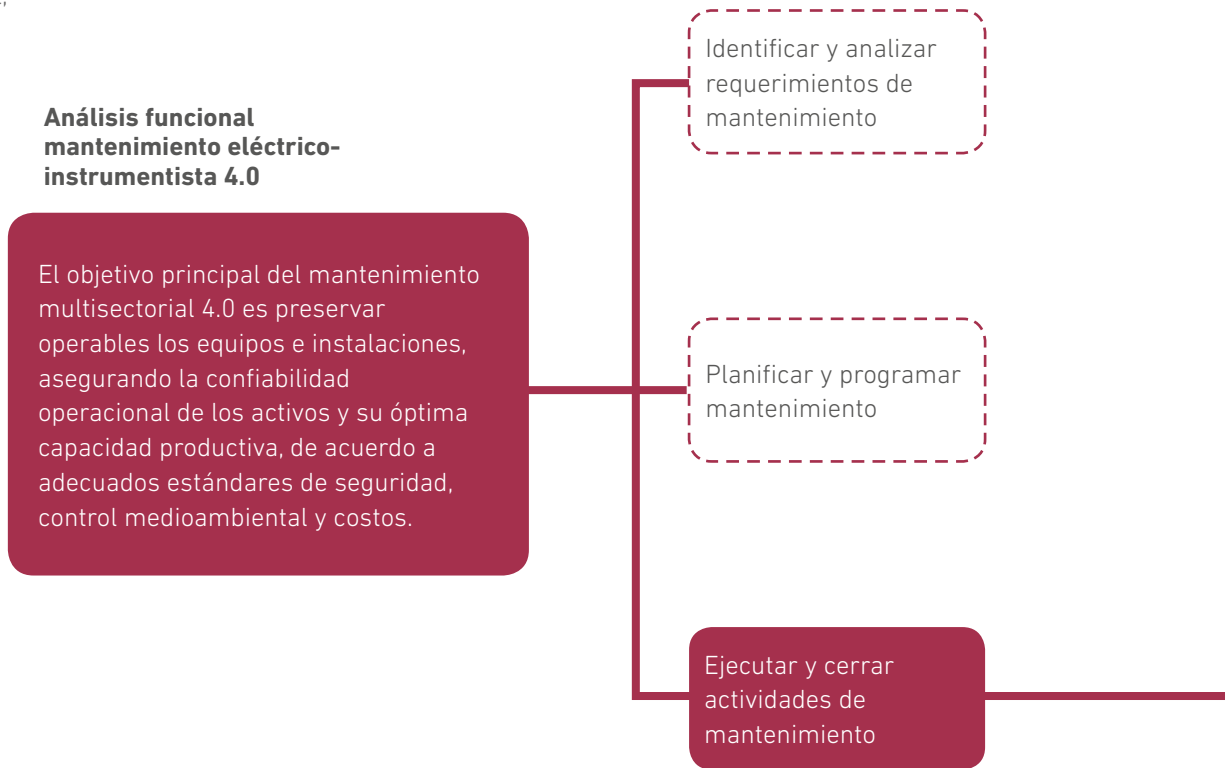 Análisis funcional
mantenimiento eléctrico-
instrumentista 4.0
El objetivo principal del mantenimiento
multisectorial 4.0 es preservar
operables los equipos e instalaciones,
asegurando la confiabilidad
operacional de los activos y su óptima
capacidad productiva, de acuerdo a
adecuados estándares de seguridad,
control medioambiental y costos.
Identificar y analizar
requerimientos de
mantenimiento
Planificar y programar
mantenimiento
Ejecutar y cerrar
actividades de
mantenimiento